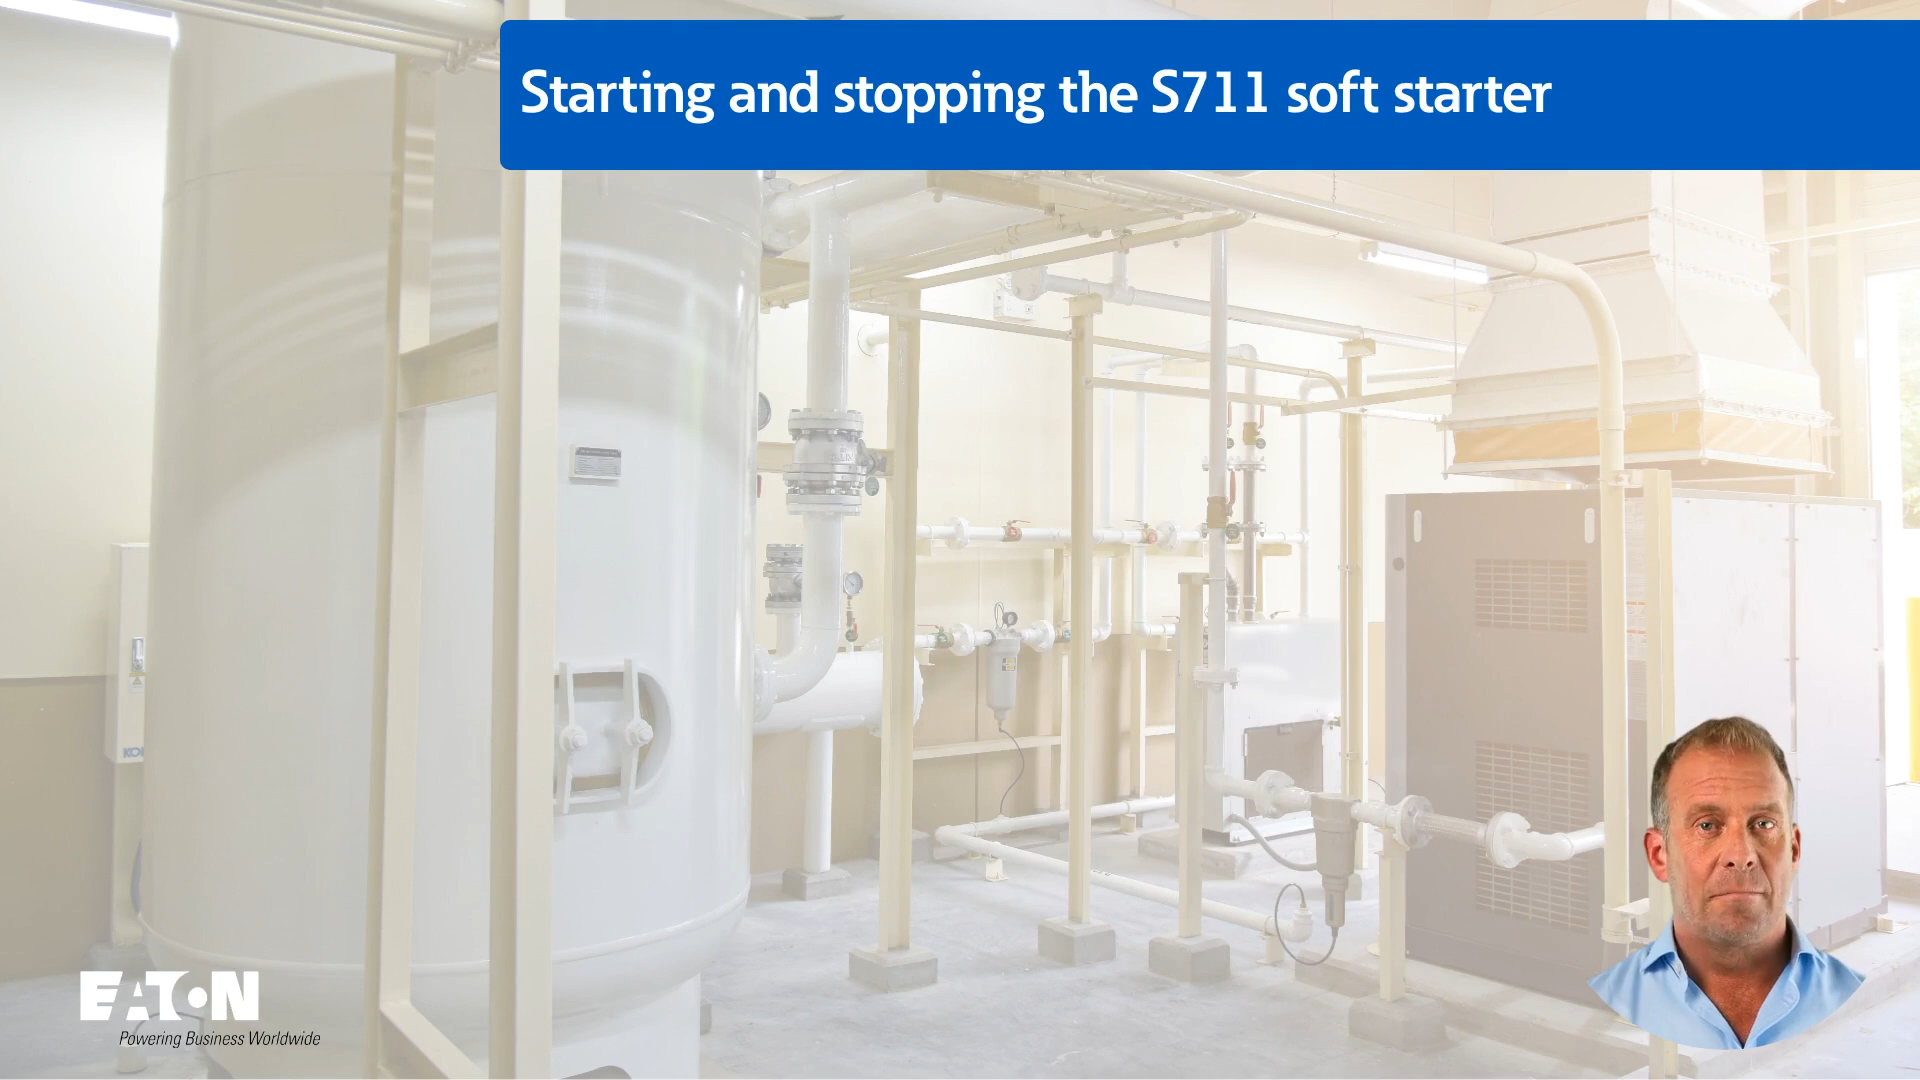 Starting and stopping the S711 soft starter
EATON
Powering Business Worldwide